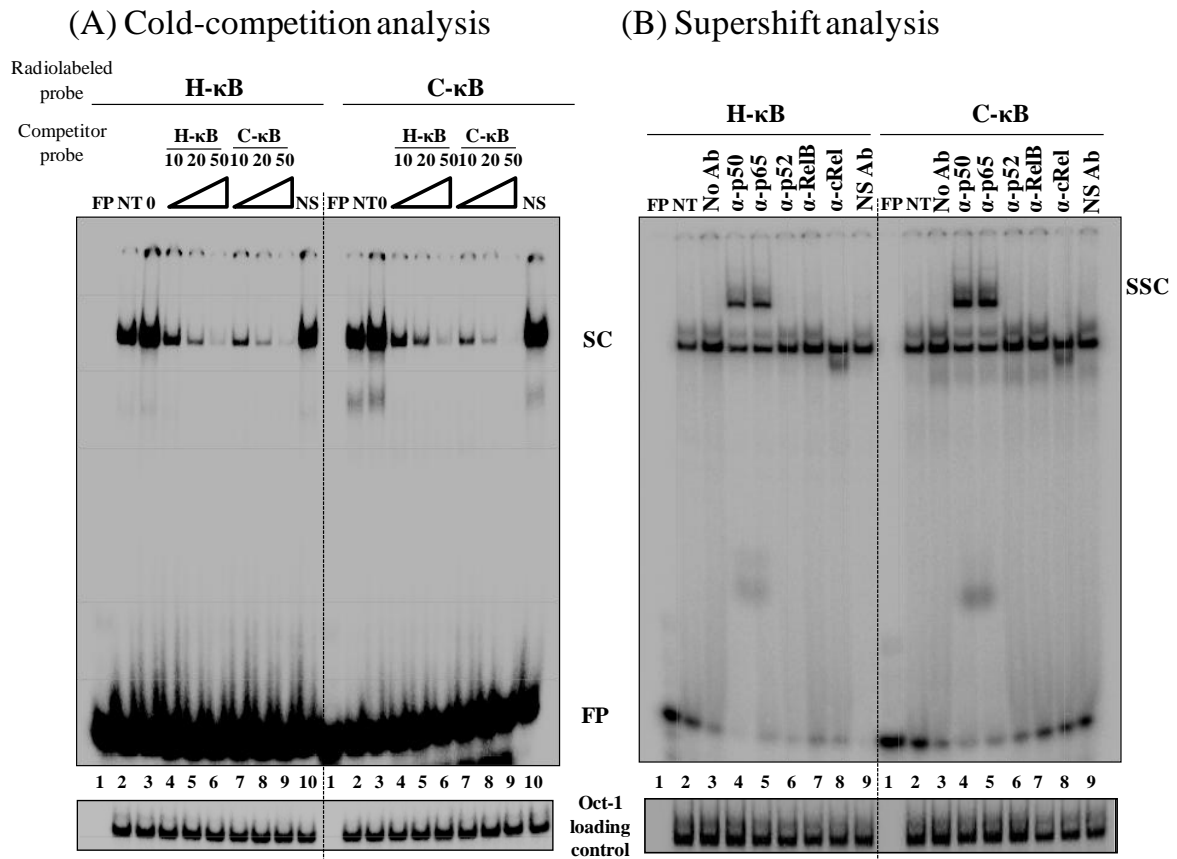 (A) Cold-competition analysis
(B) Supershift analysis
Radiolabeled
probe
H-κB
C-κB
Competitor
probe
H-κB
C-κB
10 20 50
10 20 50
H-κB
C-κB
10 20 50
10 20 50
FP NT 0
NS
FP NT 0
NS
H-κB
C-κB
FP NT No Ab α-p50 α-p65 α-p52 α-RelB α-cRel NS Ab
FP NT No Ab α-p50 α-p65 α-p52 α-RelB α-cRel NS Ab
SSC
SC
FP
1 2 3 4 5 6 7 8 9 10
1 2 3 4 5 6 7 8 9 10
1 2 3 4 5 6 7 8 9
1 2 3 4 5 6 7 8 9
Oct-1
loading
control